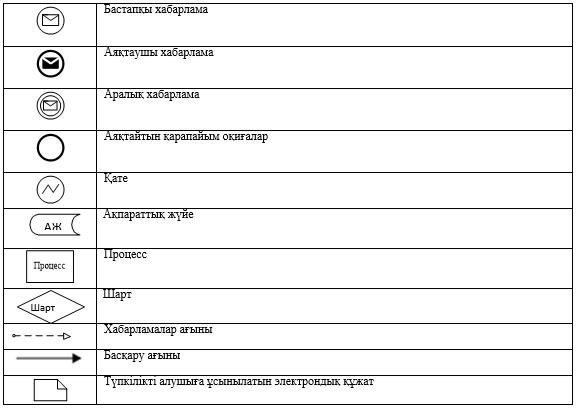 Бастапқы хабарлама
Аяқтаушы хабарлама
Аралық хабарлама
Аяқтайтын қарапайым оқиғалар
Қате
АЖ
Ақпараттық жүйе
Процесс
Процесс
Шарт
Шарт
Хабарламалар ағыны
Басқару ағыны
Түпкілікті алушыға ұсынылатын электрондық құжат